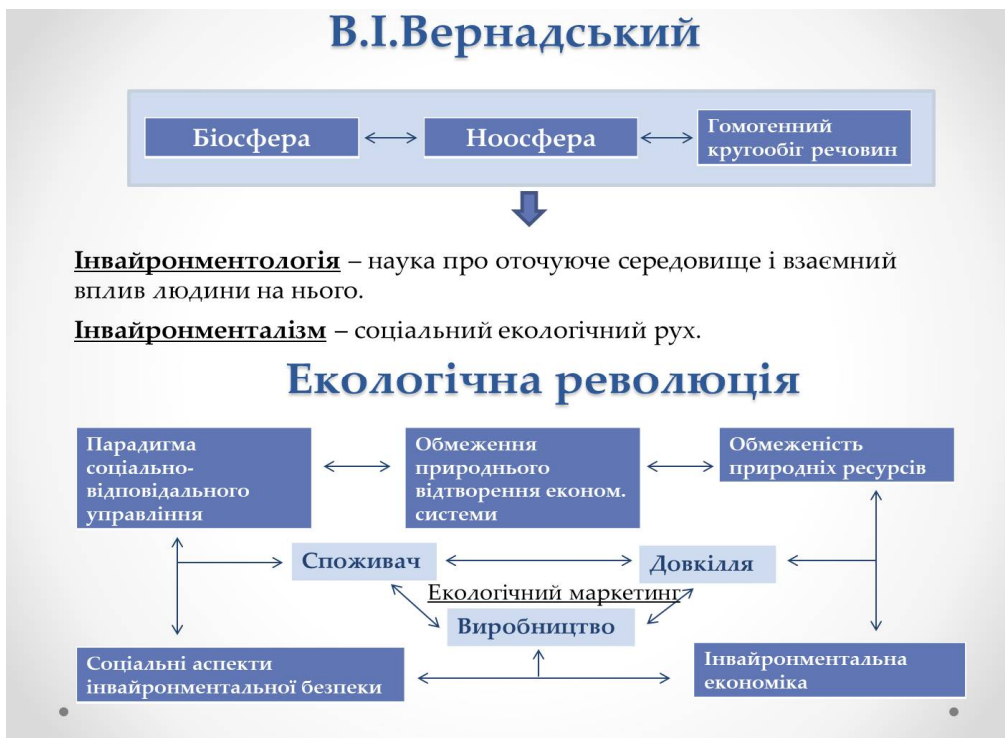 В.І.Вернадський
Біосфера
Ноосфера
Гомогенний
кругообіг речовин
Інвайронментологія – наука про оточуюче середовище і взаємний
вплив людини на нього.
Інвайронменталізм – соціальний екологічний рух.
Екологічна революція
Парадигма
соціально-
відповідального
управління
Обмеження
природнього
відтворення економ.
системи
Обмеженість
природніх ресурсів
Споживач
Довкілля
Екологічний маркетинг
Виробництво
Соціальні аспекти
інвайронментальної безпеки
Інвайронментальна
економіка